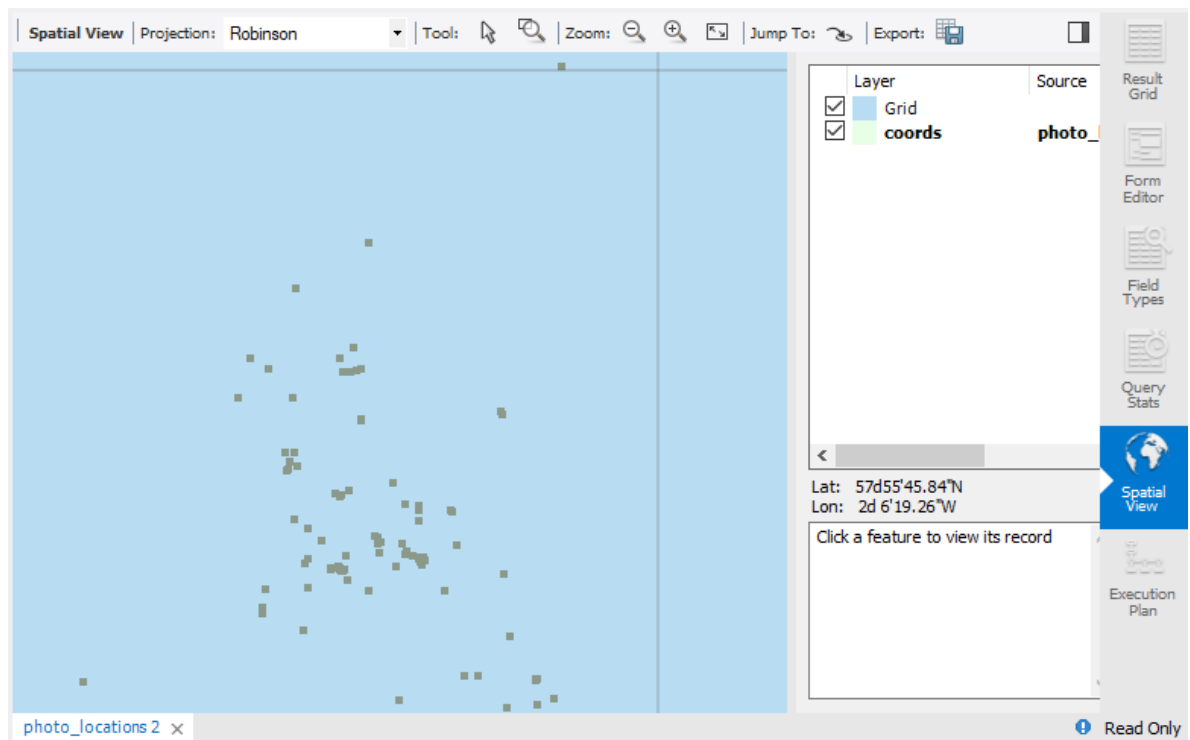 Spatial View Projection: Robinson Tool: Zoom: Jump To: Export:
Layer Source
Grid
coords photo_
Lat: 57d55'45.84"N
Lon: 2d 6'19.26"W
Click a feature to view its record
Result
Grid
Form
Editor
Field
Types
Query
Stats
Spatial
View
Execution
Plan
photo_locations 2
Read Only